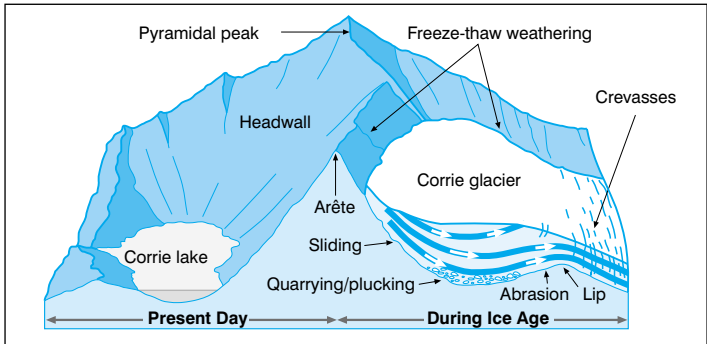 Pyramidal peak
Freeze-thaw weathering
Crevasses
Headwall
Corrie glacier
Arête
Sliding
Corrie lake
Quarrying/plucking
Abrasion
Lip
Present Day
During Ice Age